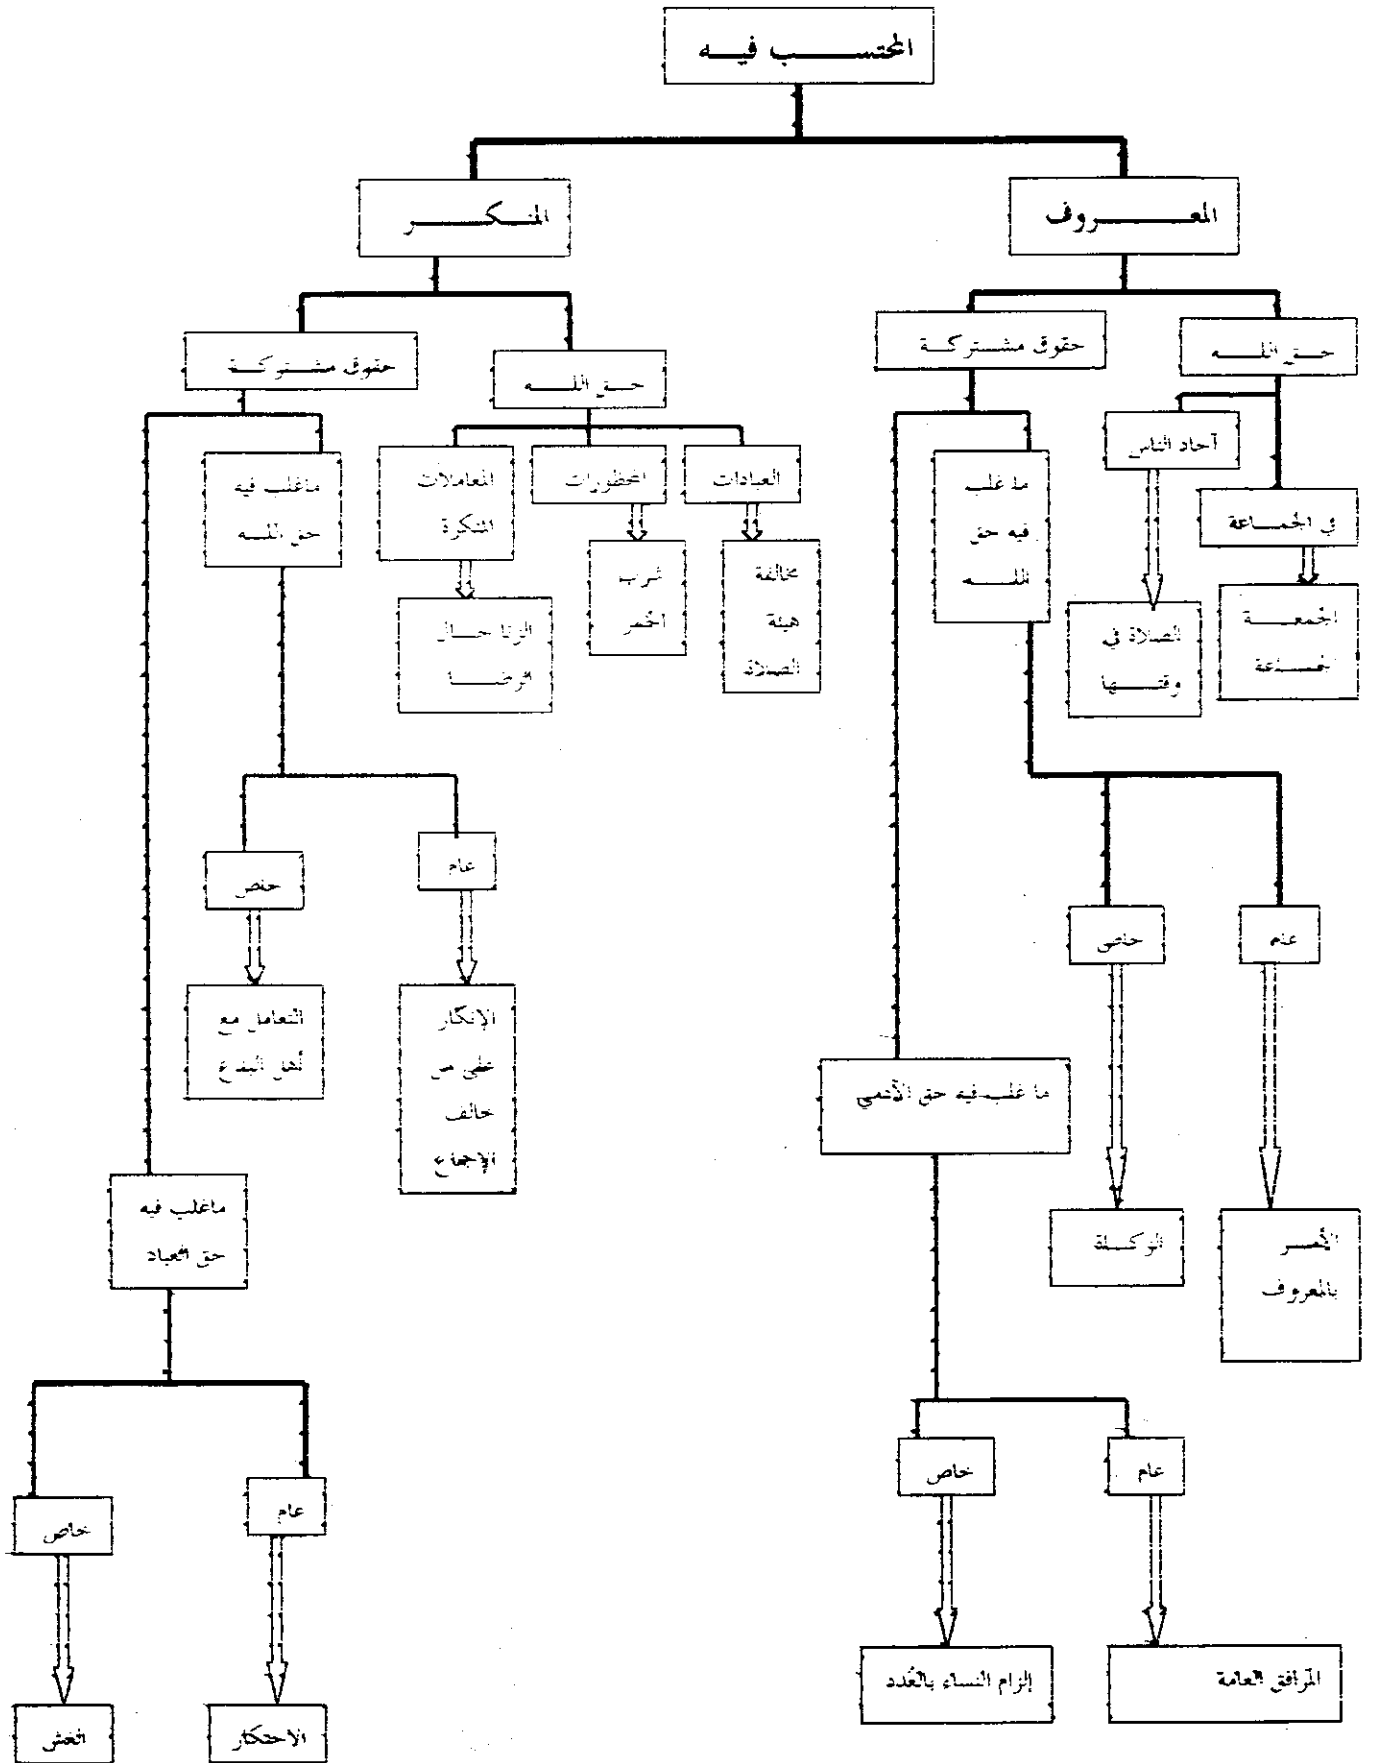 المحتسب فيه
المعروف
المنكر
حق الله
حقوق مشتركة
حقوق مشتركة
حق الله
آحاد الناس
في الجماعة
ما غلب
فيه حق
الله
العبادات
المحظورات
المعاملات
المنكرة
ماغلب فيه
حق الله
الجمعة
الجماعة
الصلاة في
وقتها
مخالفة
هيئة
الصلاة
شرب
الخمر
الزنا حال
الرضا
عام
خاص
عام
خاص
الإنكار
على من
خالف
الإجماع
التعامل مع
أهل البدع
ما غلب فيه حق الآدمي
ماغلب فيه
حق العباد
الأمر
بالمعروف
الوكالة
عام
خاص
عام
خاص
المرافق العامة
إلزام النساء بالعُدد
الاحتكار
الغش